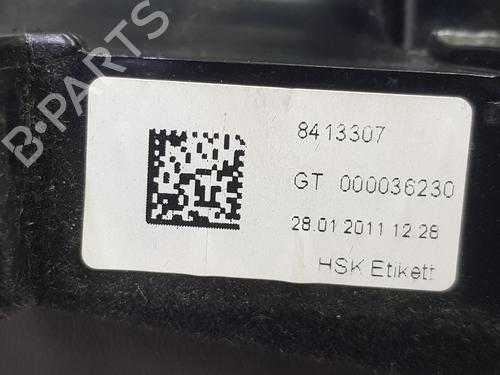 B-PARTS
8413307
GT 000036230
28.01.2011 12:28
HSK Etikett